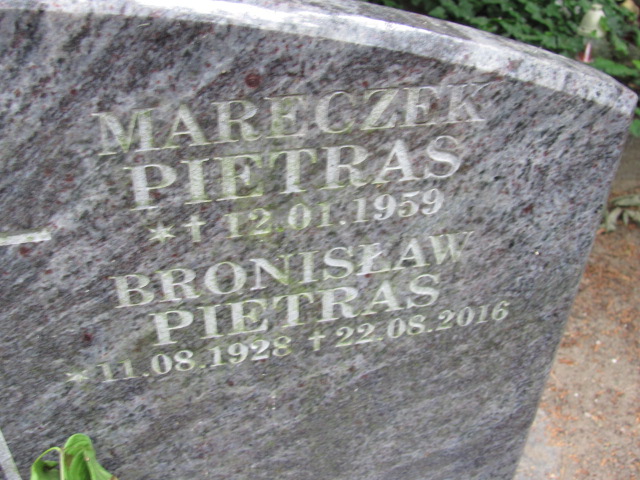 MARECZEK
PIETRAS
* † 12.01.1959
BRONISŁAW
PIETRAS
* 11.08.1928 † 22.08.2016